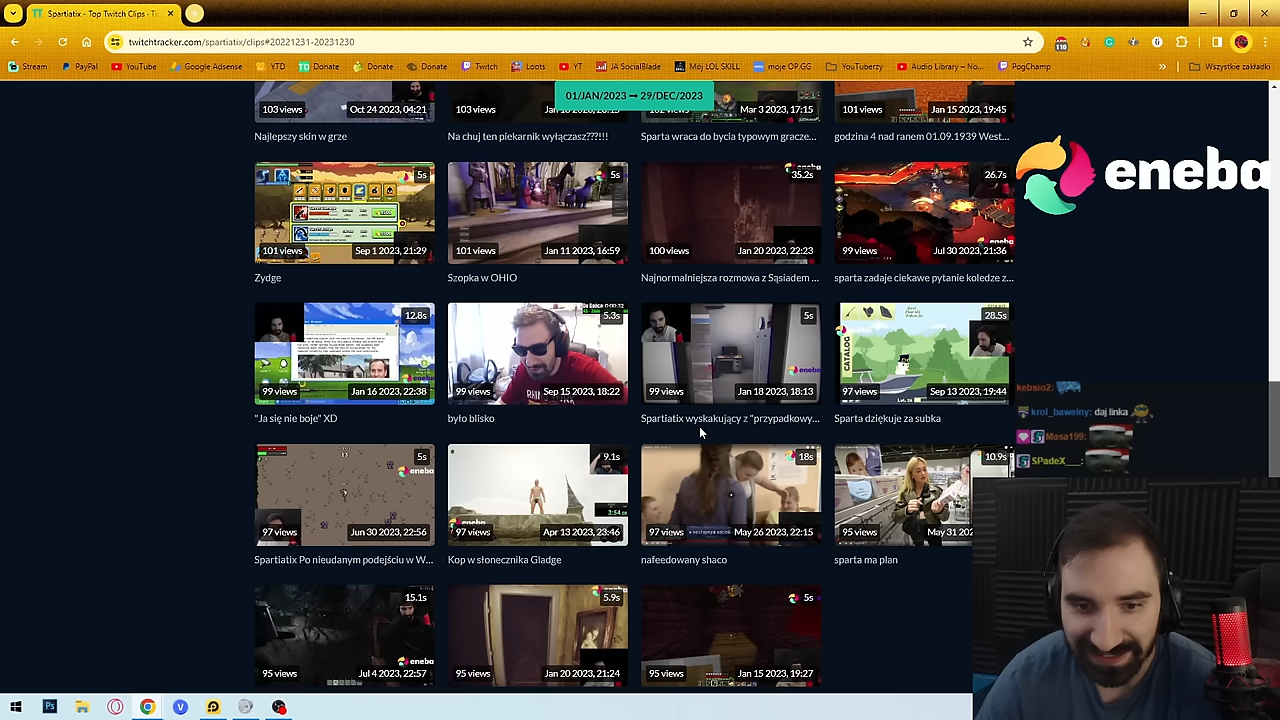 Spartiatix - Top Twitch Clips - T
twitchtracker.com/spartiatix/clips#20221231-20231230
Stream
PayPal
YouTube
Google Adsense
YTD
Donate
Donate
Donate
Twitch
Loots
YT
JA SocialBlade
Mój LOL SKILL
moje OP.GG
YouTuberzy
Audio Library – No...
PogChamp
»
Wszystkie zakładki
01/JAN/2023 → 29/DEC/2023
103 views
Oct 24 2023, 04:21
103 views
Mar 3 2023, 17:15
101 views
Jan 15 2023, 19:45
Najlepszy skin w grze
Na chuj ten piekarnik wyłączasz???!!!
Sparta wraca do bycia typowym gracze...
godzina 4 nad ranem 01.09.1939 West...
eneba
5s
101 views
Sep 1 2023, 21:29
5s
101 views
Jan 11 2023, 16:59
35.2s
100 views
Jan 20 2023, 22:23
26.7s
99 views
Jul 30 2023, 21:36
Zydge
Szopka w OHIO
Najnormalniejsza rozmowa z Sąsiadem ...
sparta zadaje ciekawe pytanie koledze z...
12.8s
99 views
Jan 16 2023, 22:38
5.3s
99 views
Sep 15 2023, 18:22
5s
99 views
Jan 18 2023, 18:13
CATALOG
28.5s
97 views
Sep 13 2023, 19:44
"Ja się nie boje" XD
było blisko
Spartiatix wyskakujący z "przypadkowy...
Sparta dziękuje za subka
kebsio2:
krol_bawelny: daj linka
Masa199:
SPadeX___:
5s
eneba
97 views
Jun 30 2023, 22:56
9.1s
97 views
Apr 13 2023, 23:46
18s
97 views
May 26 2023, 22:15
10.9s
95 views
May 31 202
Spartiatix Po nieudanym podejściu w W...
Kop w słonecznika Gladge
nafeedowany shaco
sparta ma plan
15.1s
eneba
95 views
Jul 4 2023, 22:57
5.9s
95 views
Jan 20 2023, 21:24
5s
95 views
Jan 15 2023, 19:27